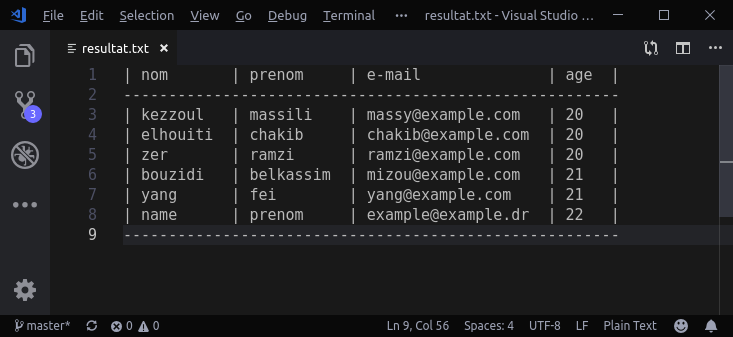 File Edit Selection View Go Debug Terminal ··· resultat.txt - Visual Studio ...
resultat.txt ×
1 | nom | prenom | e-mail | age |
2 -------------------------------------------------------
3 | kezzoul | massili | massy@example.com | 20 |
4 | elhouiti | chakib | chakib@example.com | 20 |
5 | zer | ramzi | ramzi@example.com | 20 |
6 | bouzidi | belkassim | mizou@example.com | 21 |
7 | yang | fei | yang@example.com | 21 |
8 | name | prenom | example@example.dr | 22 |
9 -------------------------------------------------------
3
master* 0 0 Ln 9, Col 56 Spaces: 4 UTF-8 LF Plain Text